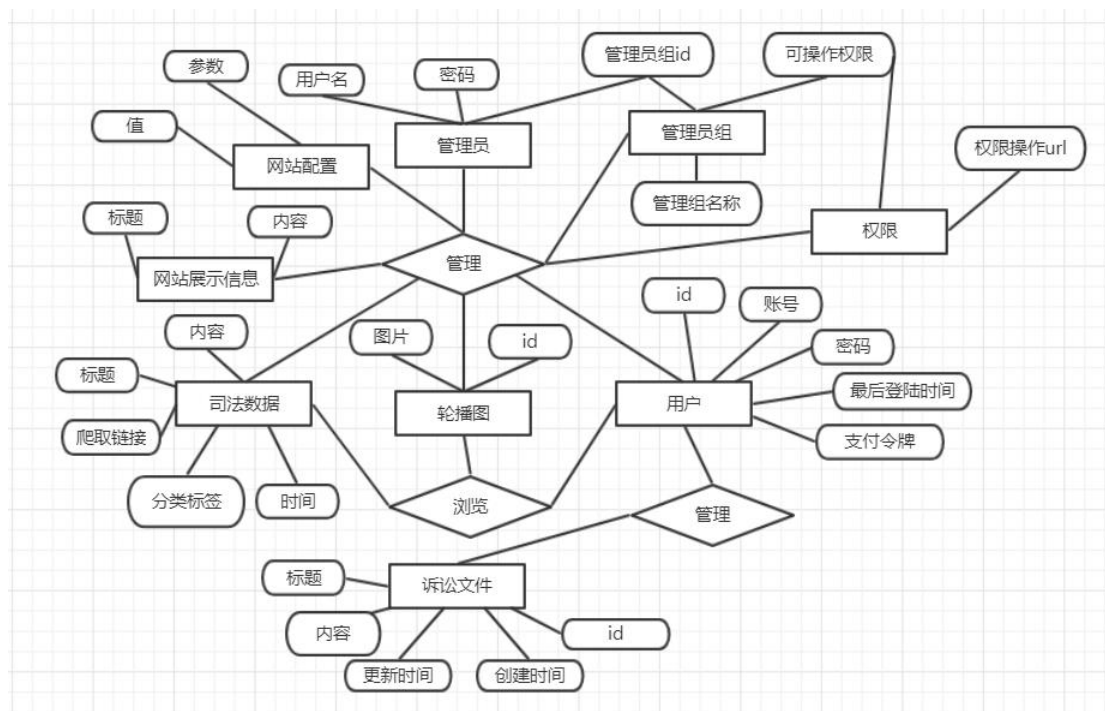 参数
用户名
密码
管理员组id
可操作权限
值
网站配置
管理员
管理员组
权限操作url
标题
内容
管理组名称
权限
网站展示信息
管理
id
账号
内容
图片
id
密码
标题
司法数据
轮播图
用户
最后登陆时间
爬取链接
支付令牌
分类标签
时间
浏览
管理
标题
诉讼文件
内容
id
更新时间
创建时间